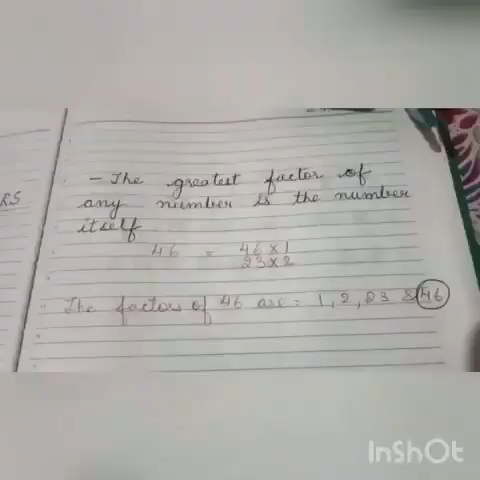 RS
- The greatest factor of
any number is the number
itself
46 = 46 x 1
23 x 2
The factors of 46 are = 1, 2, 23 & 46
InShOt